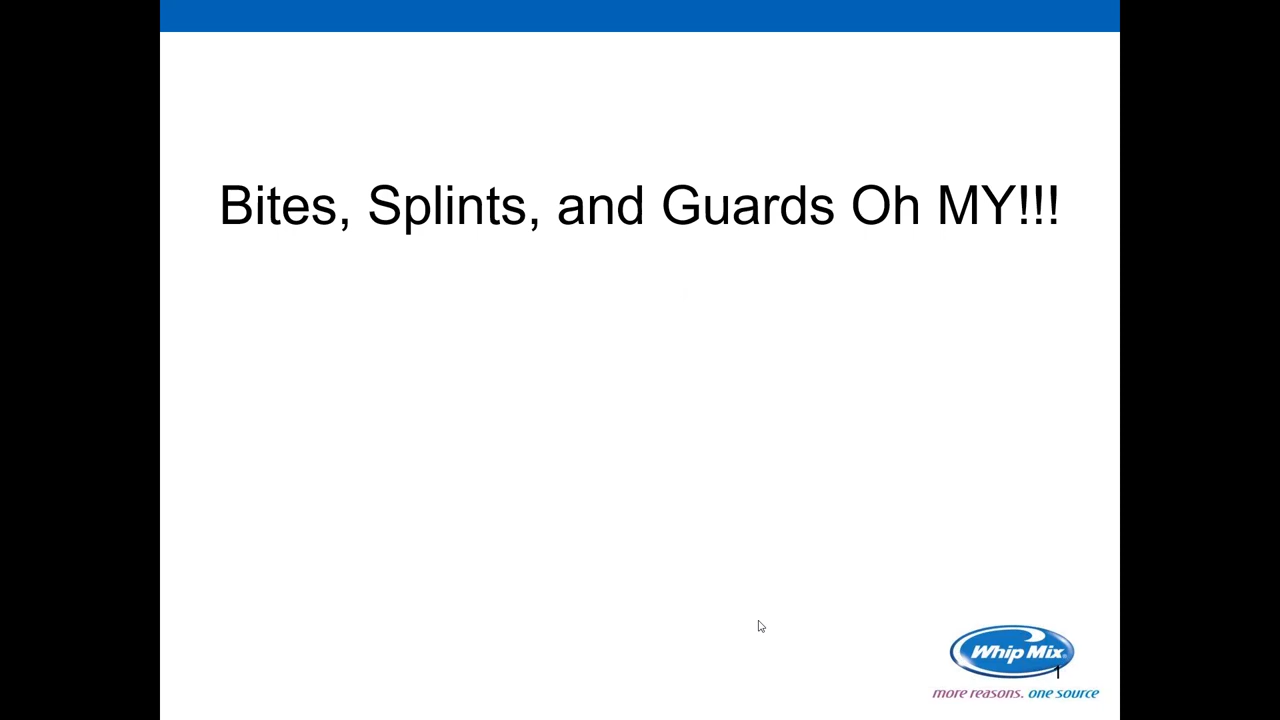 Bites, Splints, and Guards Oh MY!!!
Whip Mix®
1
more reasons. one source